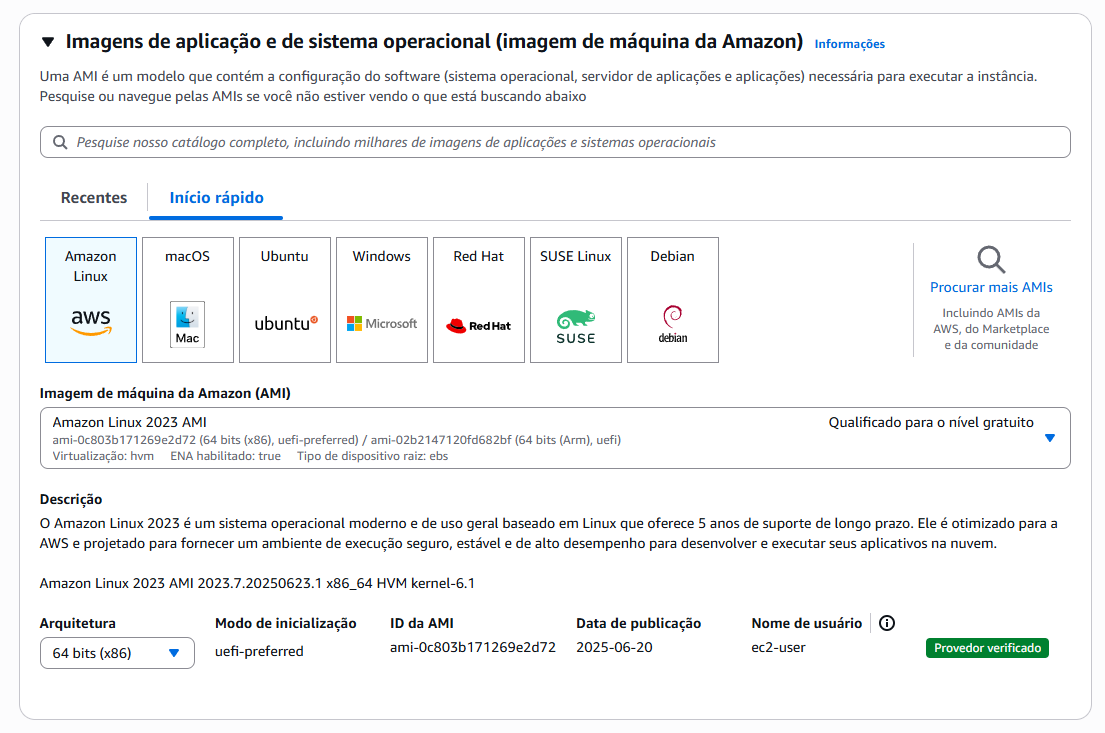 Imagens de aplicação e de sistema operacional (imagem de máquina da Amazon) Informações
Uma AMI é um modelo que contém a configuração do software (sistema operacional, servidor de aplicações e aplicações) necessária para executar a instância.
Pesquise ou navegue pelas AMIs se você não estiver vendo o que está buscando abaixo
Pesquise nosso catálogo completo, incluindo milhares de imagens de aplicações e sistemas operacionais
Recentes
Início rápido
Amazon
Linux
aws
macOS
Mac
Ubuntu
ubuntu
Windows
Microsoft
Red Hat
Red Hat
SUSE Linux
SUSE
Debian
debian
Procurar mais AMIs
Incluindo AMIs da
AWS, do Marketplace
e da comunidade
Imagem de máquina da Amazon (AMI)
Amazon Linux 2023 AMI
Qualificado para o nível gratuito
ami-0c803b171269e2d72 (64 bits (x86), uefi-preferred) / ami-02b2147120fd682bf (64 bits (Arm), uefi)
Virtualização: hvm ENA habilitado: true Tipo de dispositivo raiz: ebs
Descrição
O Amazon Linux 2023 é um sistema operacional moderno e de uso geral baseado em Linux que oferece 5 anos de suporte de longo prazo. Ele é otimizado para a
AWS e projetado para fornecer um ambiente de execução seguro, estável e de alto desempenho para desenvolver e executar seus aplicativos na nuvem.
Amazon Linux 2023 AMI 2023.7.20250623.1 x86_64 HVM kernel-6.1
Arquitetura
64 bits (x86)
Modo de inicialização
uefi-preferred
ID da AMI
ami-0c803b171269e2d72
Data de publicação
2025-06-20
Nome de usuário
ec2-user
Provedor verificado